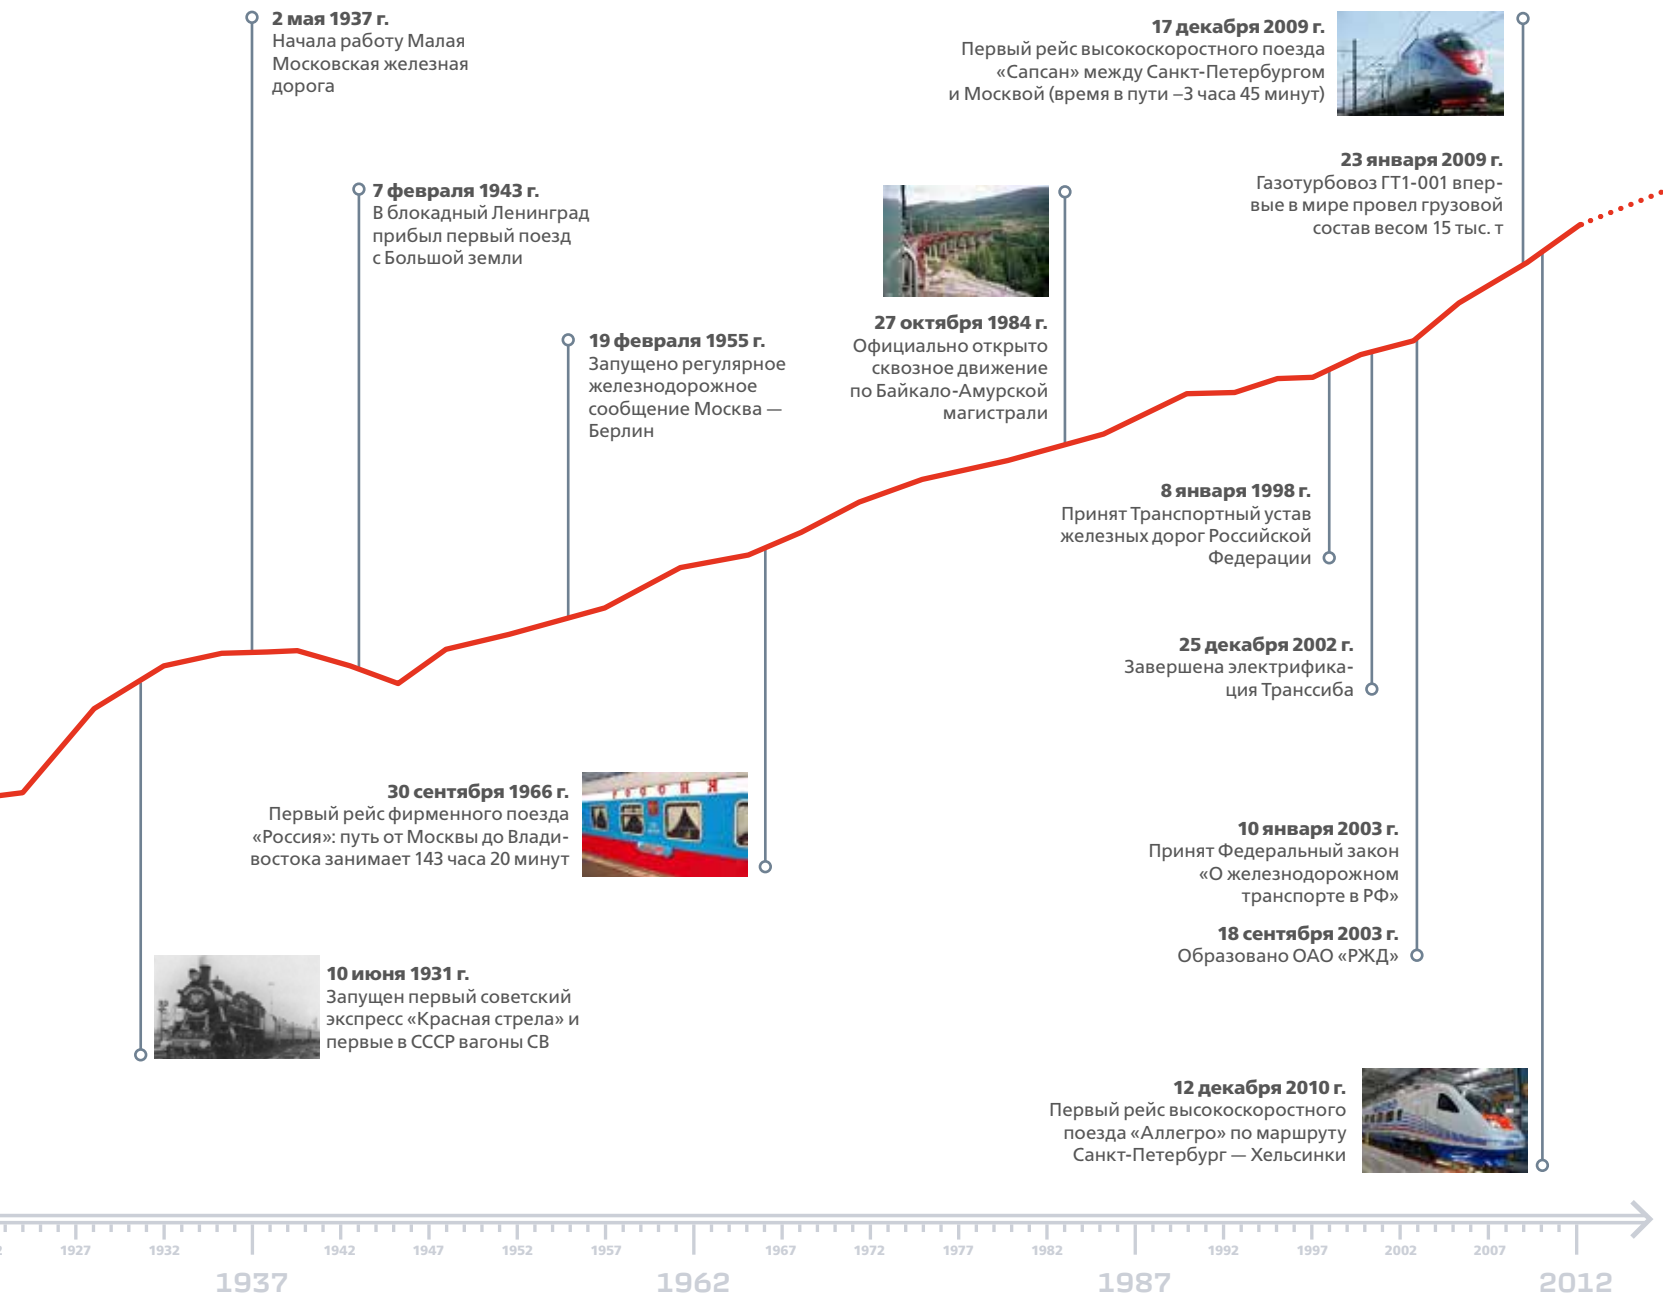 2 мая 1937 г.
Начала работу Малая
Московская железная
дорога
17 декабря 2009 г.
Первый рейс высокоскоростного поезда
«Сапсан» между Санкт-Петербургом
и Москвой (время в пути –3 часа 45 минут)
23 января 2009 г.
Газотурбовоз ГТ1-001 впер-
вые в мире провел грузовой
состав весом 15 тыс. т
7 февраля 1943 г.
В блокадный Ленинград
прибыл первый поезд
с Большой земли
19 февраля 1955 г.
Запущено регулярное
железнодорожное
сообщение Москва —
Берлин
27 октября 1984 г.
Официально открыто
сквозное движение
по Байкало-Амурской
магистрали
8 января 1998 г.
Принят Транспортный устав
железных дорог Российской
Федерации
25 декабря 2002 г.
Завершена электрифика-
ция Транссиба
30 сентября 1966 г.
Первый рейс фирменного поезда
«Россия»: путь от Москвы до Влади-
востока занимает 143 часа 20 минут
РОССИЯ
10 января 2003 г.
Принят Федеральный закон
«О железнодорожном
транспорте в РФ»
18 сентября 2003 г.
Образовано ОАО «РЖД»
10 июня 1931 г.
Запущен первый советский
экспресс «Красная стрела» и
первые в СССР вагоны СВ
12 декабря 2010 г.
Первый рейс высокоскоростного
поезда «Аллегро» по маршруту
Санкт-Петербург — Хельсинки
2 1927 1932 1942 1947 1952 1957 1967 1972 1977 1982 1992 1997 2002 2007
1937 1962 1987 2012